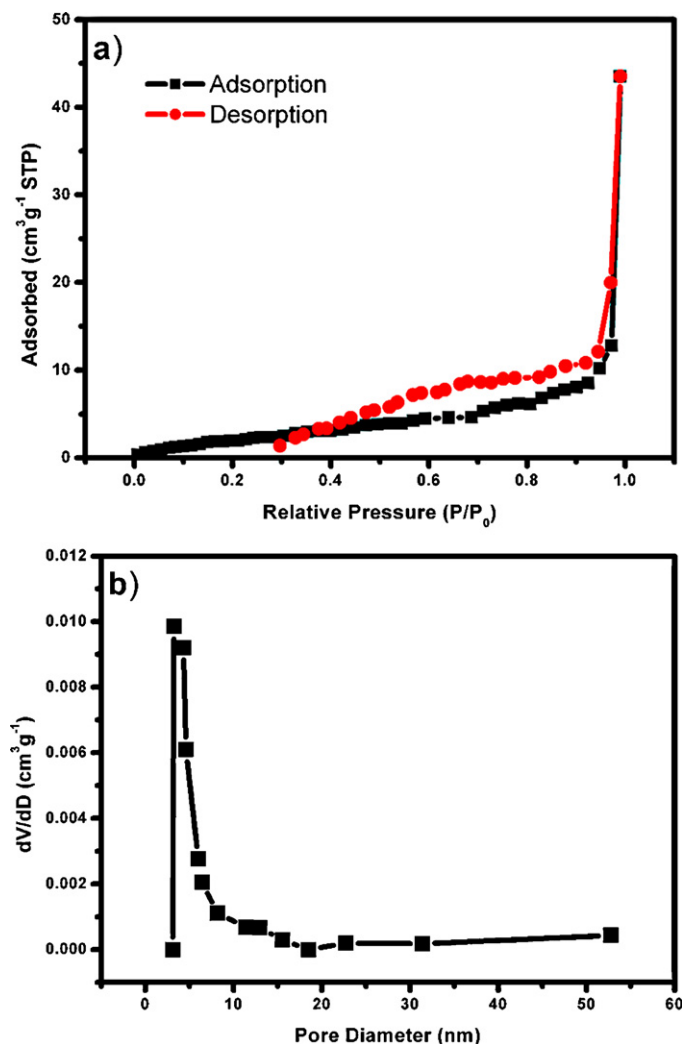 a)
Adsorption
Desorption
Adsorbed (cm³g⁻¹ STP)
50
40
30
20
10
0
0.0 0.2 0.4 0.6 0.8 1.0
Relative Pressure (P/P₀)
b)
dV/dD (cm³g⁻¹)
0.012
0.010
0.008
0.006
0.004
0.002
0.000
0 10 20 30 40 50 60
Pore Diameter (nm)